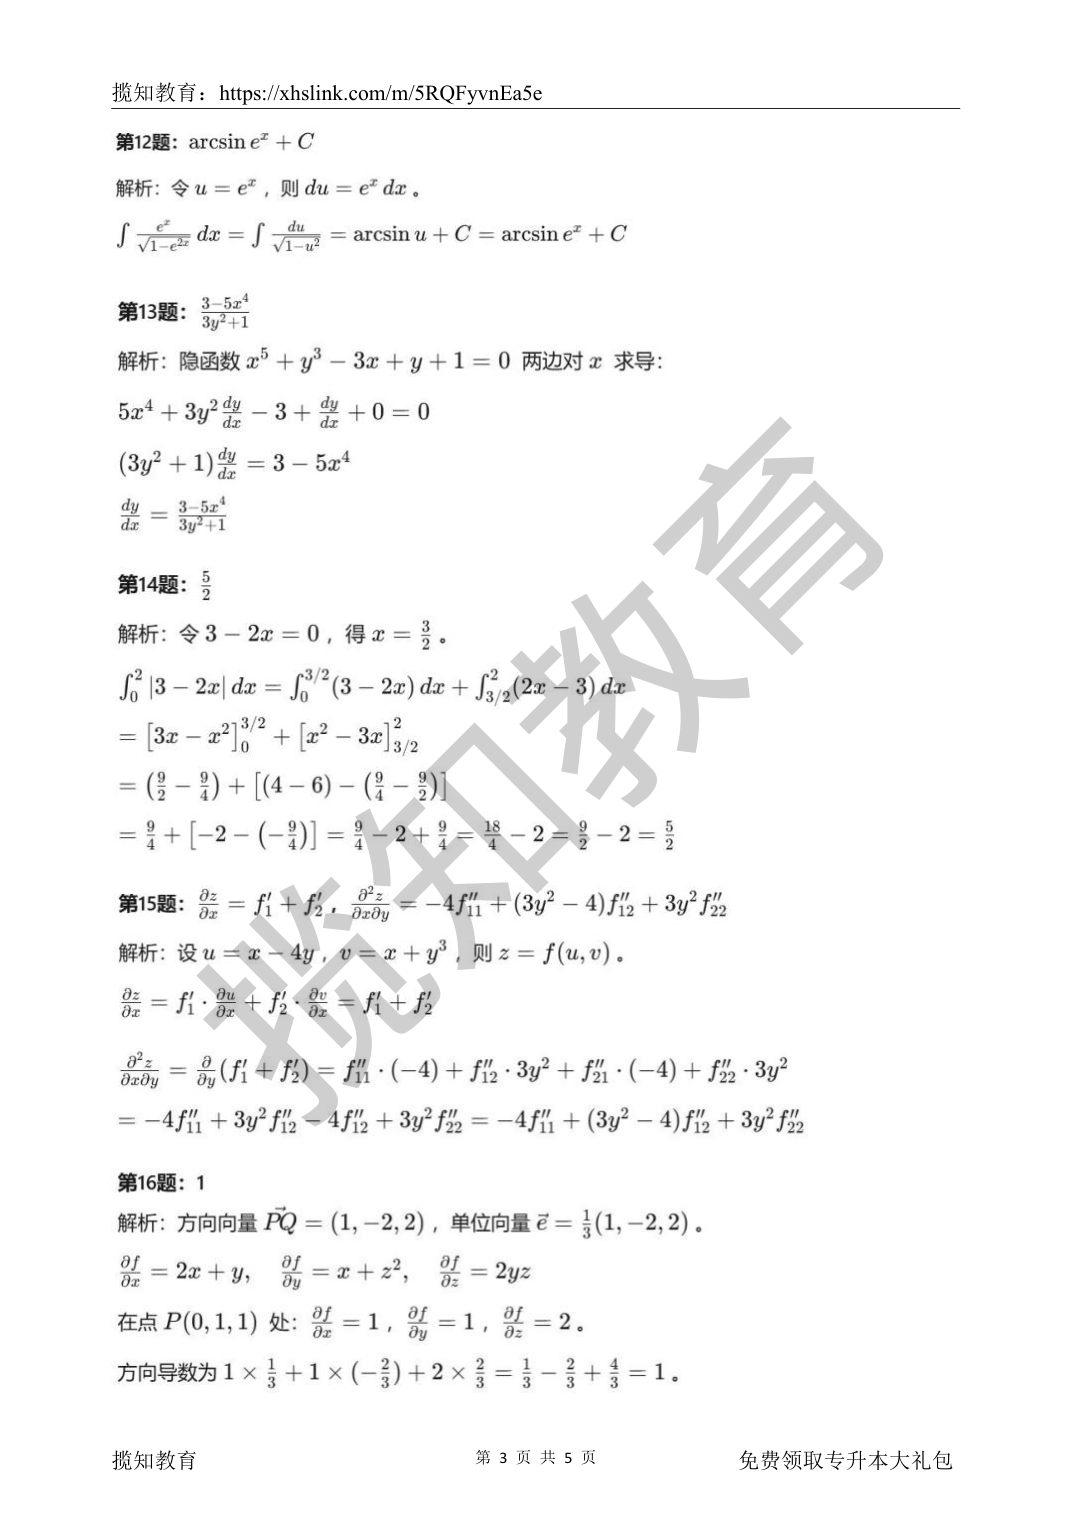 揽知教育：https://xhslink.com/m/5RQFyvnEa5e
第12题：arcsin e^x + C
解析：令 u = e^x，则 du = e^x dx。
∫ e^x/√(1−e^{2x}) dx = ∫ du/√(1−u²) = arcsin u + C = arcsin e^x + C
第13题：(3−5x⁴)/(3y²+1)
解析：隐函数 x⁵ + y³ − 3x + y + 1 = 0 两边对 x 求导：
5x⁴ + 3y² dy/dx − 3 + dy/dx + 0 = 0
(3y² + 1) dy/dx = 3 − 5x⁴
dy/dx = (3−5x⁴)/(3y²+1)
第14题：5/2
解析：令 3 − 2x = 0，得 x = 3/2。
∫₀² |3 − 2x| dx = ∫₀^{3/2} (3 − 2x) dx + ∫_{3/2}² (2x − 3) dx
= [3x − x²]₀^{3/2} + [x² − 3x]_{3/2}²
= (9/2 − 9/4) + [(4 − 6) − (9/4 − 9/2)]
= 9/4 + [−2 − (−9/4)] = 9/4 − 2 + 9/4 = 18/4 − 2 = 9/2 − 2 = 5/2
第15题：∂z/∂x = f₁′ + f₂′，∂²z/∂x∂y = −4f₁₁″ + (3y² − 4)f₁₂″ + 3y²f₂₂″
解析：设 u = x − 4y，v = x + y³，则 z = f(u, v)。
∂z/∂x = f₁′ · ∂u/∂x + f₂′ · ∂v/∂x = f₁′ + f₂′
∂²z/∂x∂y = ∂/∂y (f₁′ + f₂′) = f₁₁″ · (−4) + f₁₂″ · 3y² + f₂₁″ · (−4) + f₂₂″ · 3y²
= −4f₁₁″ + 3y²f₁₂″ − 4f₁₂″ + 3y²f₂₂″ = −4f₁₁″ + (3y² − 4)f₁₂″ + 3y²f₂₂″
第16题：1
解析：方向向量 P⃗Q = (1, −2, 2)，单位向量 e⃗ = 1/3 (1, −2, 2)。
∂f/∂x = 2x + y, ∂f/∂y = x + z², ∂f/∂z = 2yz
在点 P(0, 1, 1) 处：∂f/∂x = 1，∂f/∂y = 1，∂f/∂z = 2。
方向导数为 1 × 1/3 + 1 × (−2/3) + 2 × 2/3 = 1/3 − 2/3 + 4/3 = 1。
揽知教育
揽知教育 第 3 页 共 5 页 免费领取专升本大礼包